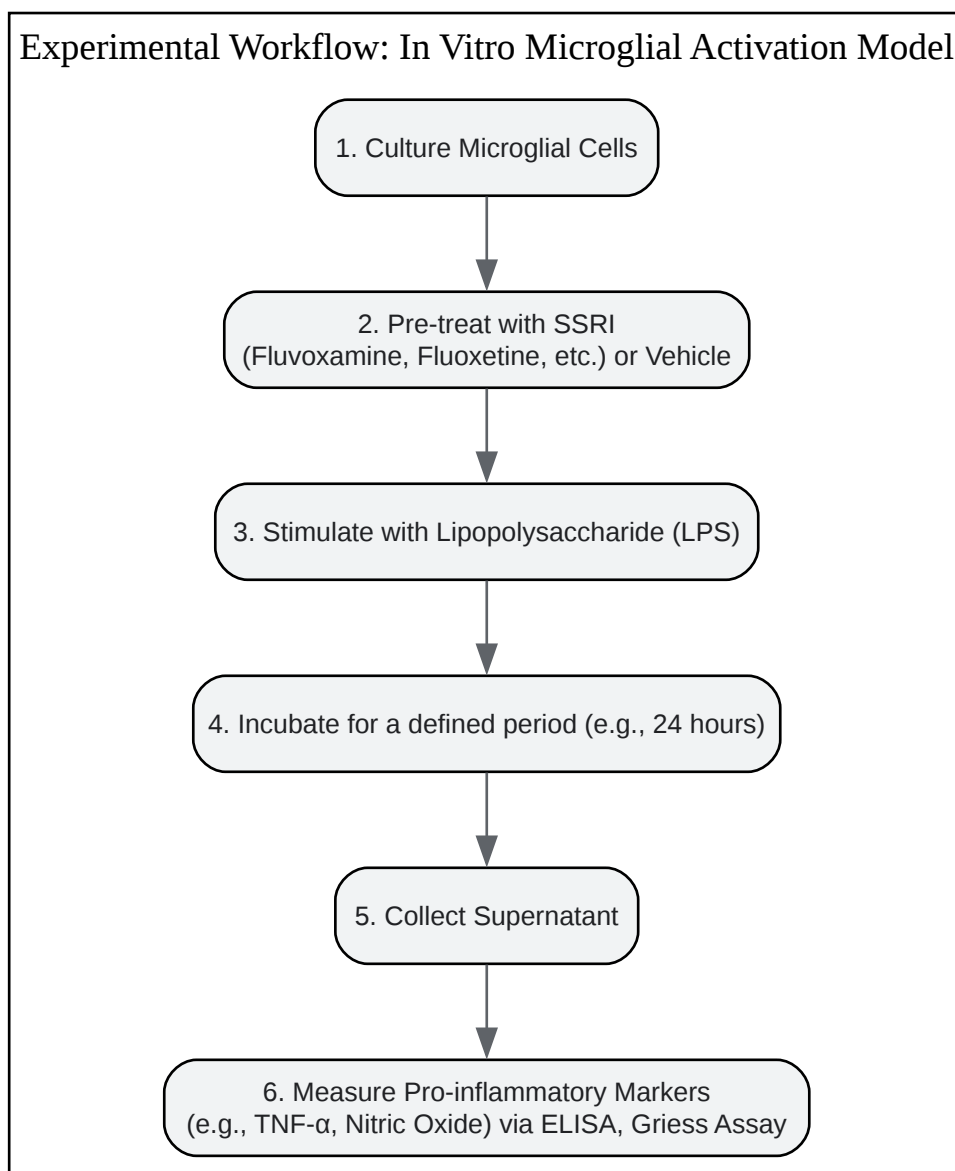 Experimental Workflow: In Vitro Microglial Activation Model
1. Culture Microglial Cells
2. Pre-treat with SSRI
(Fluvoxamine, Fluoxetine, etc.) or Vehicle
3. Stimulate with Lipopolysaccharide (LPS)
4. Incubate for a defined period (e.g., 24 hours)
5. Collect Supernatant
6. Measure Pro-inflammatory Markers
(e.g., TNF-α, Nitric Oxide) via ELISA, Griess Assay